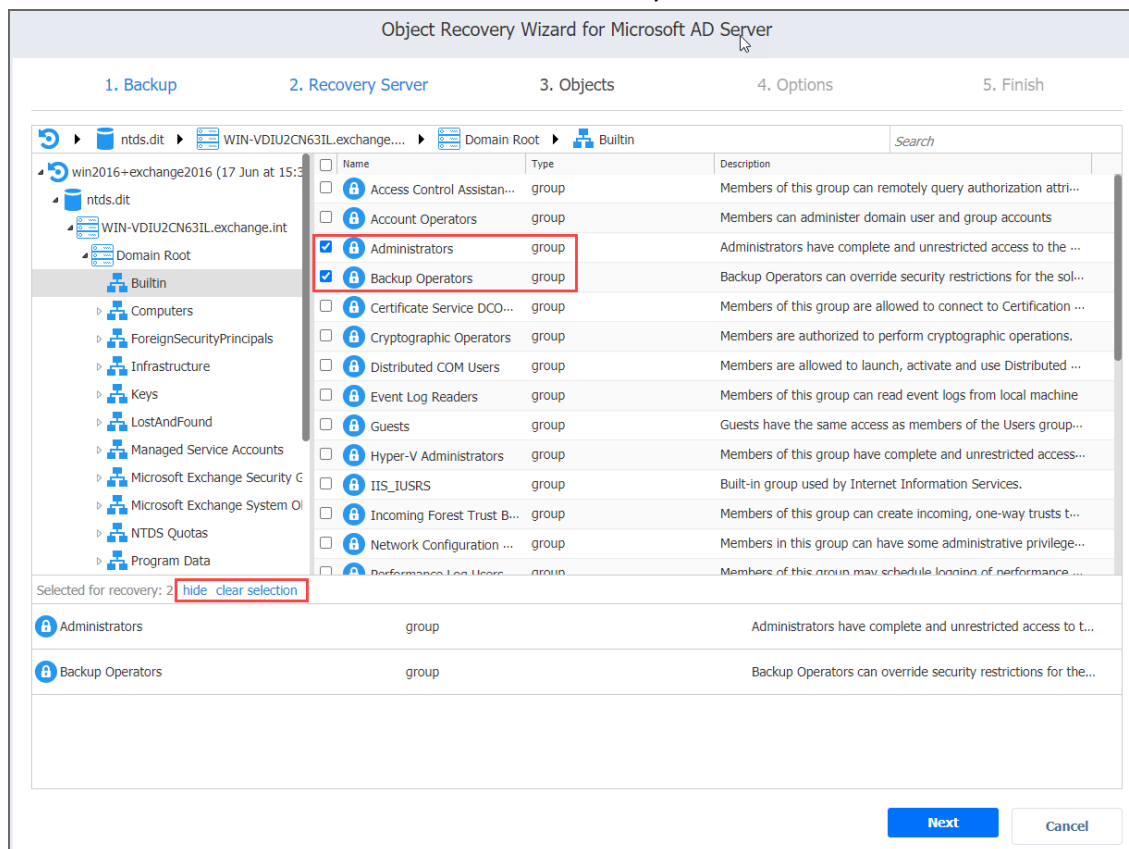 Object Recovery Wizard for Microsoft AD Server
1. Backup 2. Recovery Server 3. Objects 4. Options 5. Finish
ntds.dit WIN-VDIU2CN63IL.exchange.... Domain Root Builtin Search
win2016+exchange2016 (17 Jun at 15:3
ntds.dit
WIN-VDIU2CN63IL.exchange.int
Domain Root
Builtin
Computers
ForeignSecurityPrincipals
Infrastructure
Keys
LostAndFound
Managed Service Accounts
Microsoft Exchange Security G
Microsoft Exchange System Ol
NTDS Quotas
Program Data
Name Type Description
Access Control Assistan... group Members of this group can remotely query authorization attri...
Account Operators group Members can administer domain user and group accounts
Administrators group Administrators have complete and unrestricted access to the ...
Backup Operators group Backup Operators can override security restrictions for the sol...
Certificate Service DCO... group Members of this group are allowed to connect to Certification ...
Cryptographic Operators group Members are authorized to perform cryptographic operations.
Distributed COM Users group Members are allowed to launch, activate and use Distributed ...
Event Log Readers group Members of this group can read event logs from local machine
Guests group Guests have the same access as members of the Users group...
Hyper-V Administrators group Members of this group have complete and unrestricted access...
IIS_IUSRS group Built-in group used by Internet Information Services.
Incoming Forest Trust B... group Members of this group can create incoming, one-way trusts t...
Network Configuration ... group Members in this group can have some administrative privilege...
Performance Log Users group Members of this group may schedule logging of performance ...
Selected for recovery: 2 hide clear selection
Administrators group Administrators have complete and unrestricted access to t...
Backup Operators group Backup Operators can override security restrictions for the...
Next Cancel